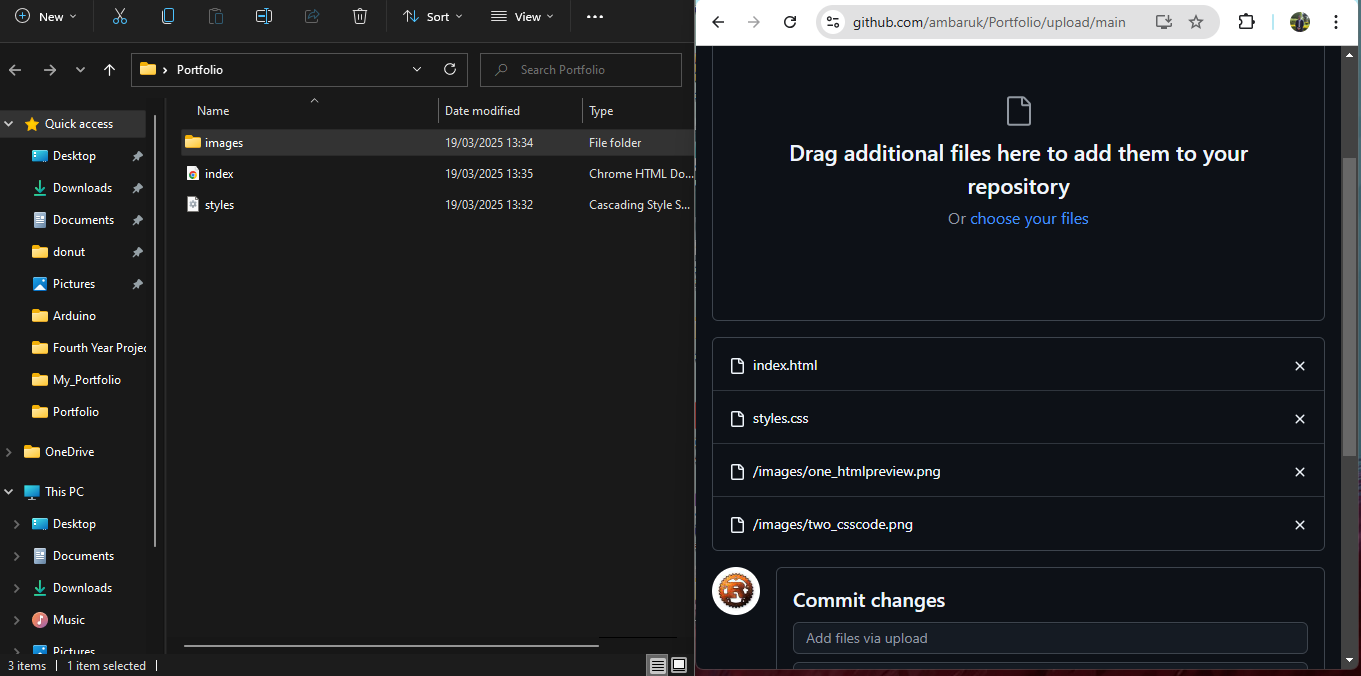 New
Sort
View
Portfolio
Search Portfolio
Name
Date modified
Type
Quick access
Desktop
Downloads
Documents
donut
Pictures
Arduino
Fourth Year Projec
My_Portfolio
Portfolio
OneDrive
This PC
Desktop
Documents
Downloads
Music
Pictures
images 19/03/2025 13:34 File folder
index 19/03/2025 13:35 Chrome HTML Do...
styles 19/03/2025 13:32 Cascading Style S...
3 items 1 item selected
github.com/ambaruk/Portfolio/upload/main
Drag additional files here to add them to your
repository
Or choose your files
index.html
styles.css
/images/one_htmlpreview.png
/images/two_csscode.png
R
Commit changes
Add files via upload